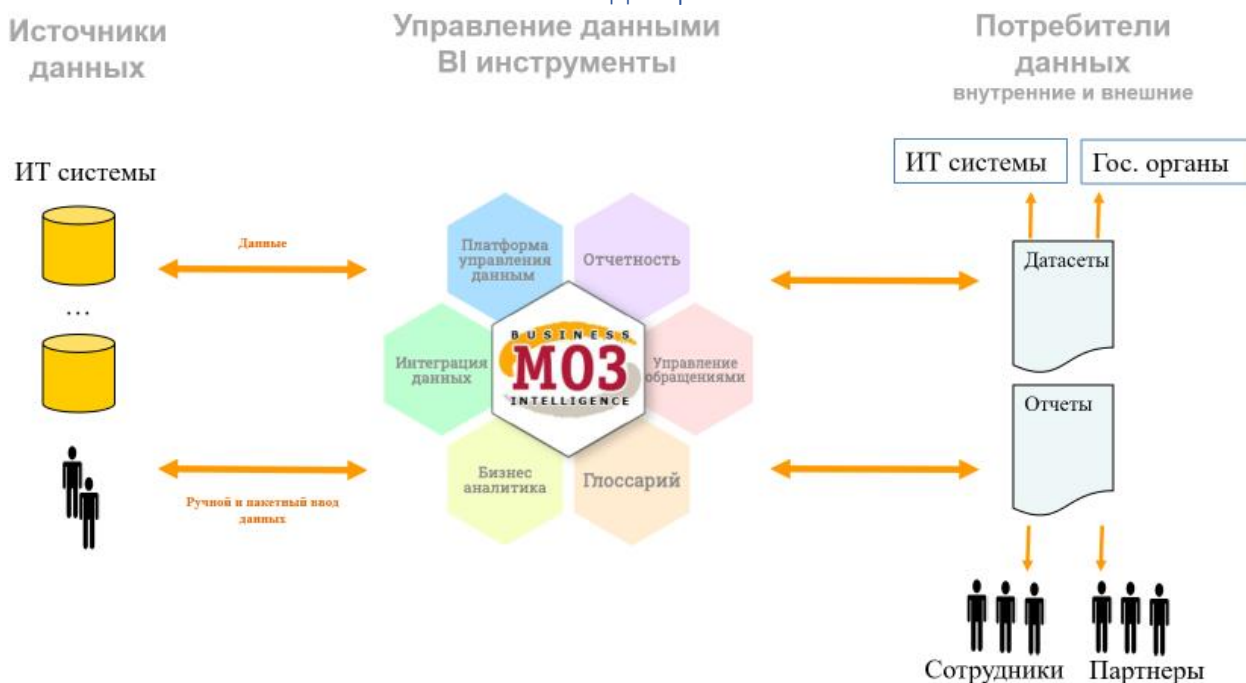 Источники
данных
Управление данными
BI инструменты
Потребители
данных
внутренние и внешние
ИТ системы
...
Данные
Ручной и пакетный ввод
данных
Платформа
управления
данным
Отчетность
Интеграция
данных
BUSINESS
МОЗ
INTELLIGENCE
Управление
обращениями
Бизнес
аналитика
Глоссарий
ИТ системы
Гос. органы
Датасеты
Отчеты
Сотрудники
Партнеры